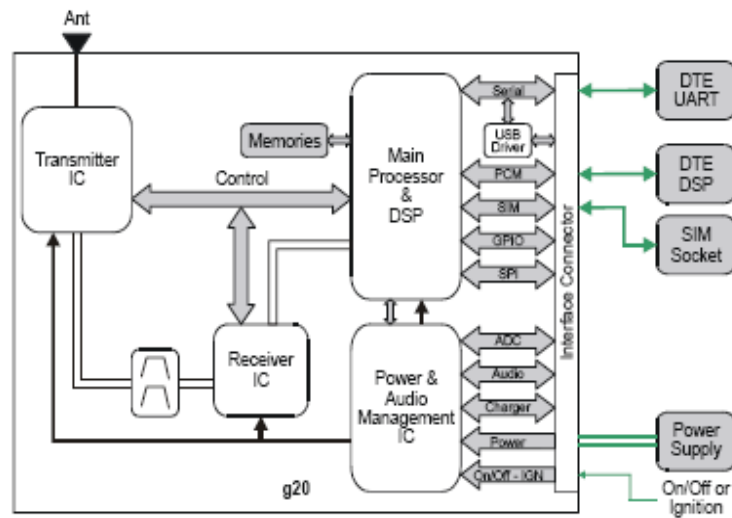 Ant
Transmitter
IC
Memories
Control
Main
Processor
&
DSP
Serial
USB
Driver
PCM
SIM
GPIO
SPI
Receiver
IC
Power &
Audio
Management
IC
ADC
Audio
Charger
Power
On/Off - IGN
Interface Connector
DTE
UART
DTE
DSP
SIM
Socket
Power
Supply
On/Off or
Ignition
g20